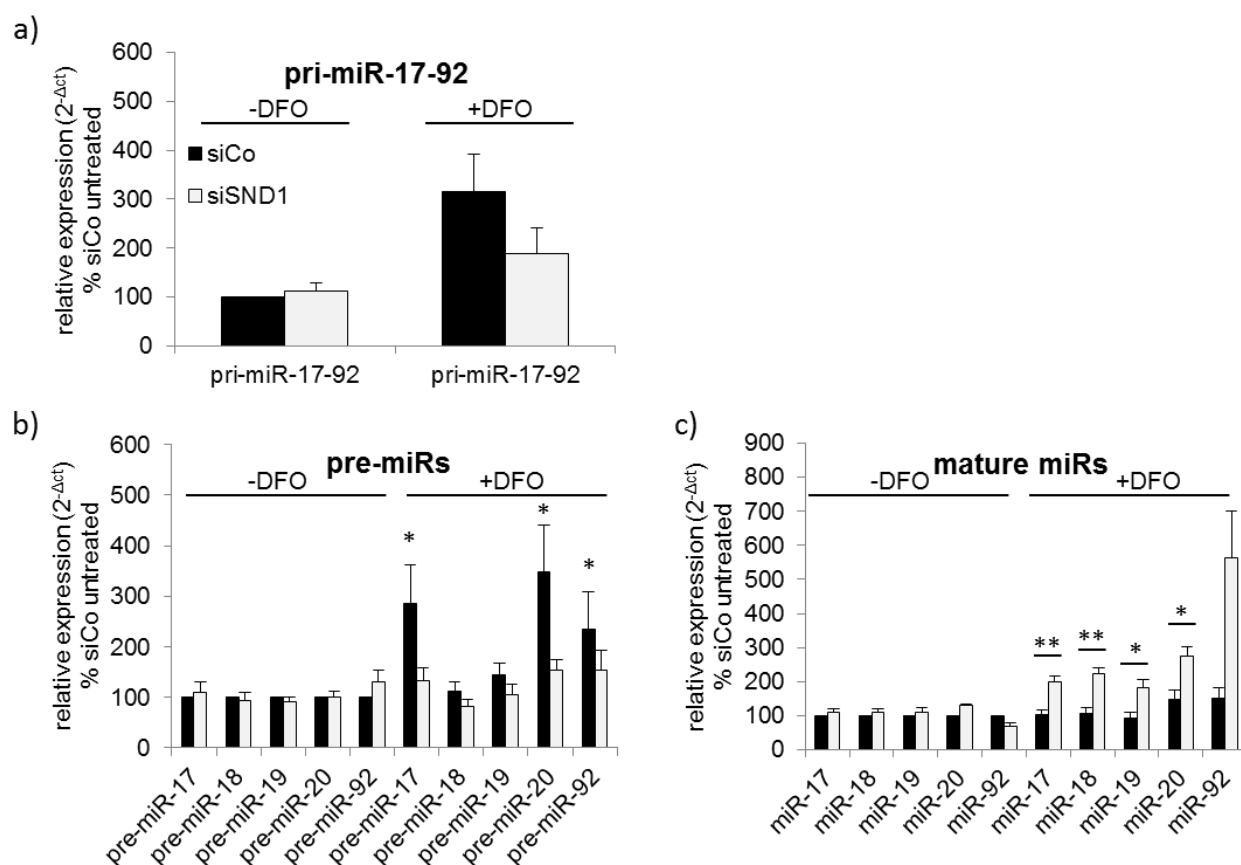 a)
pri-miR-17-92
-DFO
+DFO
siCo
siSND1
relative expression (2^-Δct)
% siCo untreated
600
500
400
300
200
100
0
pri-miR-17-92
pri-miR-17-92
b)
pre-miRs
-DFO
+DFO
relative expression (2^-Δct)
% siCo untreated
600
500
400
300
200
100
0
*
*
*
pre-miR-17
pre-miR-18
pre-miR-19
pre-miR-20
pre-miR-92
pre-miR-17
pre-miR-18
pre-miR-19
pre-miR-20
pre-miR-92
c)
mature miRs
-DFO
+DFO
relative expression (2^-Δct)
% siCo untreated
900
800
700
600
500
400
300
200
100
0
**
**
*
*
miR-17
miR-18
miR-19
miR-20
miR-92
miR-17
miR-18
miR-19
miR-20
miR-92